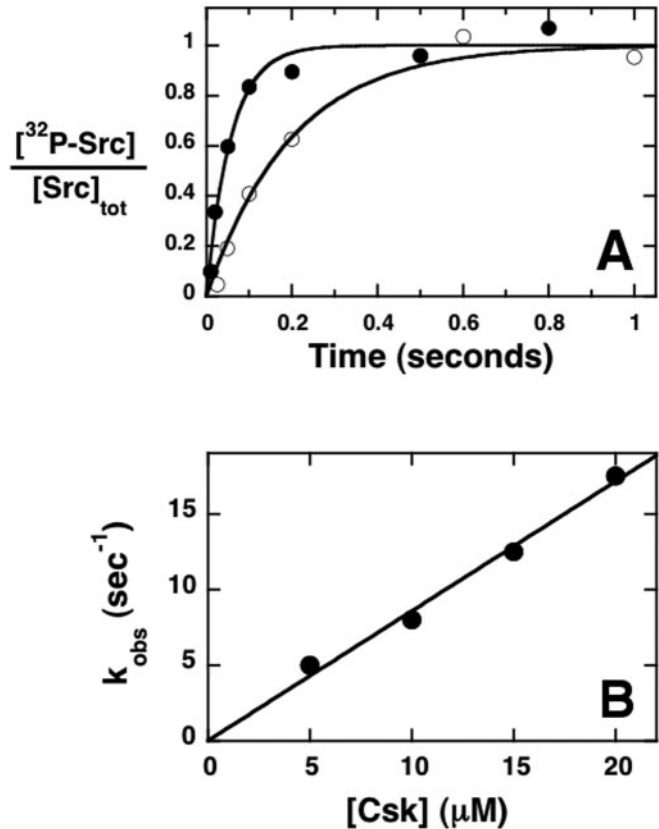 1
0.8
0.6
0.4
0.2
0
[³²P-Src]
[Src]tot
A
0 0.2 0.4 0.6 0.8 1
Time (seconds)
15
10
5
0
kobs (sec⁻¹)
B
0 5 10 15 20
[Csk] (μM)